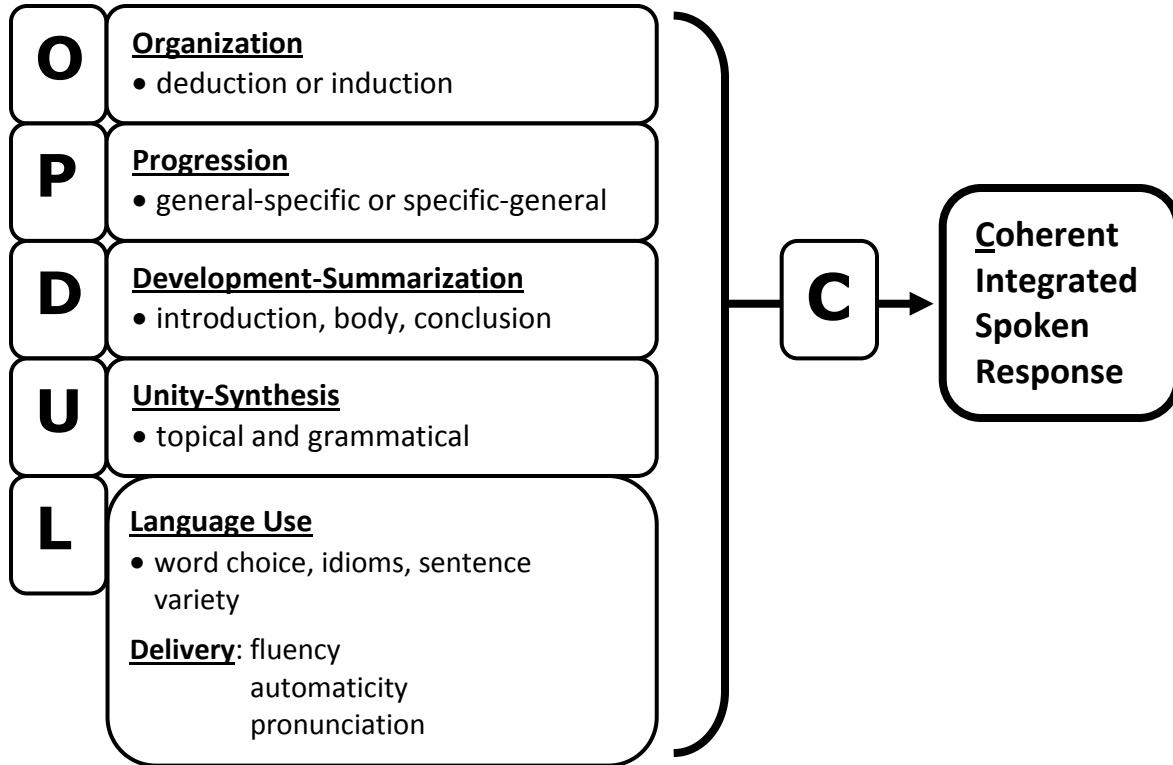 O
Organization
• deduction or induction
P
Progression
• general-specific or specific-general
D
Development-Summarization
• introduction, body, conclusion
U
Unity-Synthesis
• topical and grammatical
L
Language Use
• word choice, idioms, sentence
variety
Delivery: fluency
automaticity
pronunciation
C
Coherent
Integrated
Spoken
Response